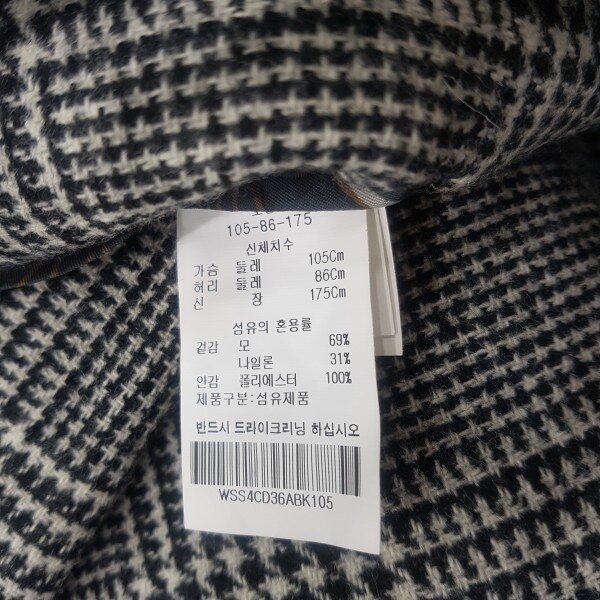 105-86-175
신체치수
가슴 둘레 105Cm
허리 둘레 86Cm
신 장 175Cm
섬유의 혼용률
겉감 모 69%
나일론 31%
안감 폴리에스터 100%
제품구분:섬유제품
반드시 드라이크리닝 하십시오
WSS4CD36ABK105